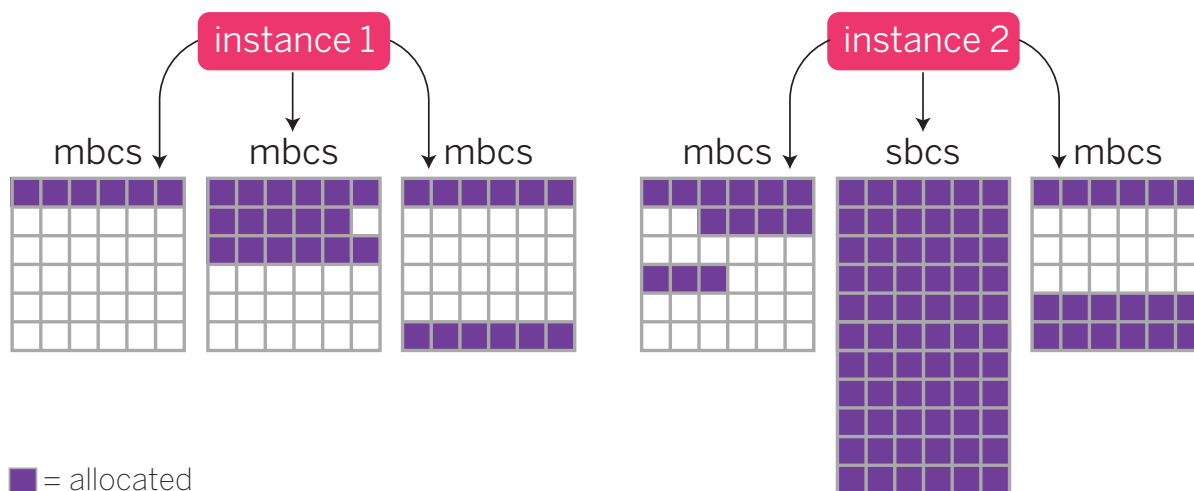 instance 1
instance 2
mbcs
mbcs
mbcs
mbcs
sbcs
mbcs
= allocated